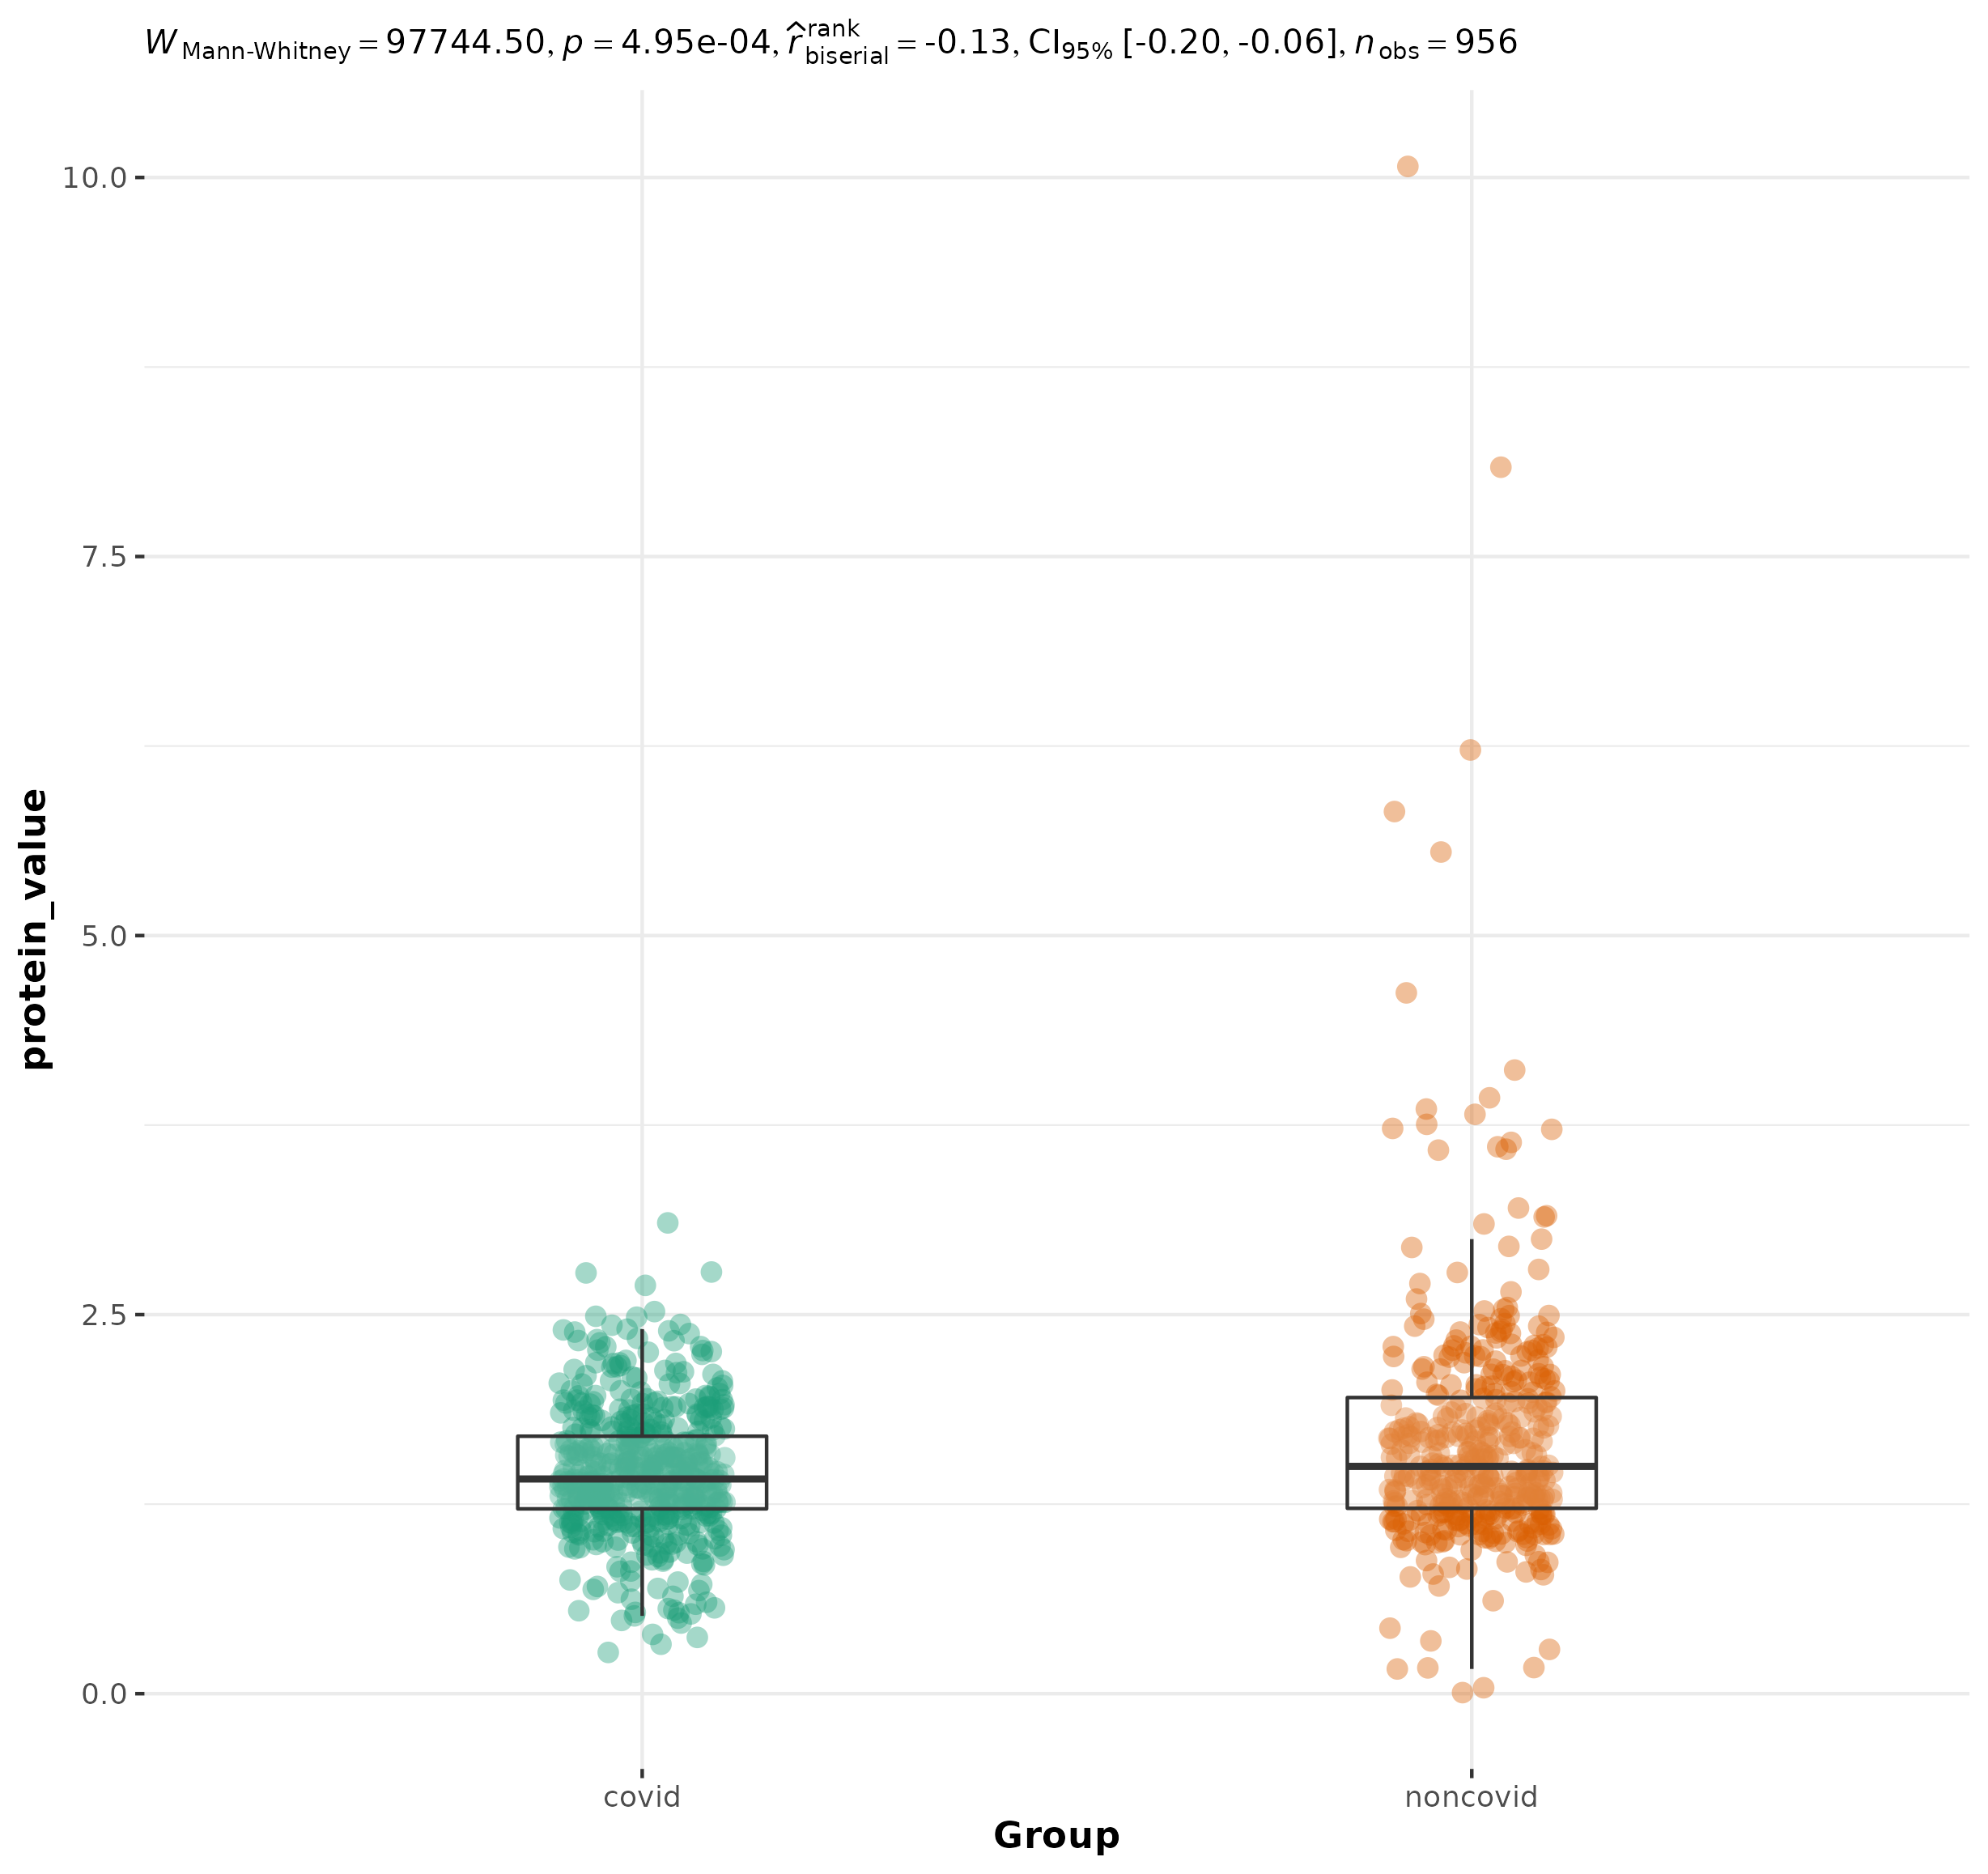 W Mann-Whitney = 97744.50, p = 4.95e-04, r̂ rank biserial = -0.13, CI95% [-0.20, -0.06], n obs = 956
10.0
7.5
5.0
2.5
0.0
protein_value
covid noncovid
Group